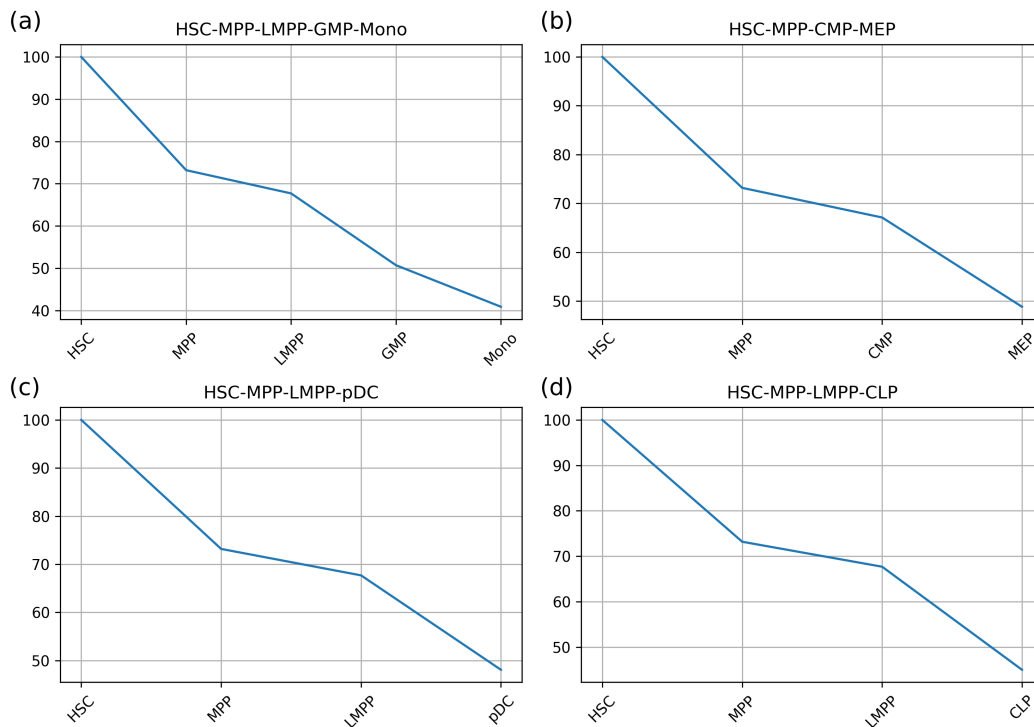 (a)
HSC-MPP-LMPP-GMP-Mono
100
90
80
70
60
50
40
HSC
MPP
LMPP
GMP
Mono
(b)
HSC-MPP-CMP-MEP
100
90
80
70
60
50
HSC
MPP
CMP
MEP
(c)
HSC-MPP-LMPP-pDC
100
90
80
70
60
50
HSC
MPP
LMPP
pDC
(d)
HSC-MPP-LMPP-CLP
100
90
80
70
60
50
HSC
MPP
LMPP
CLP